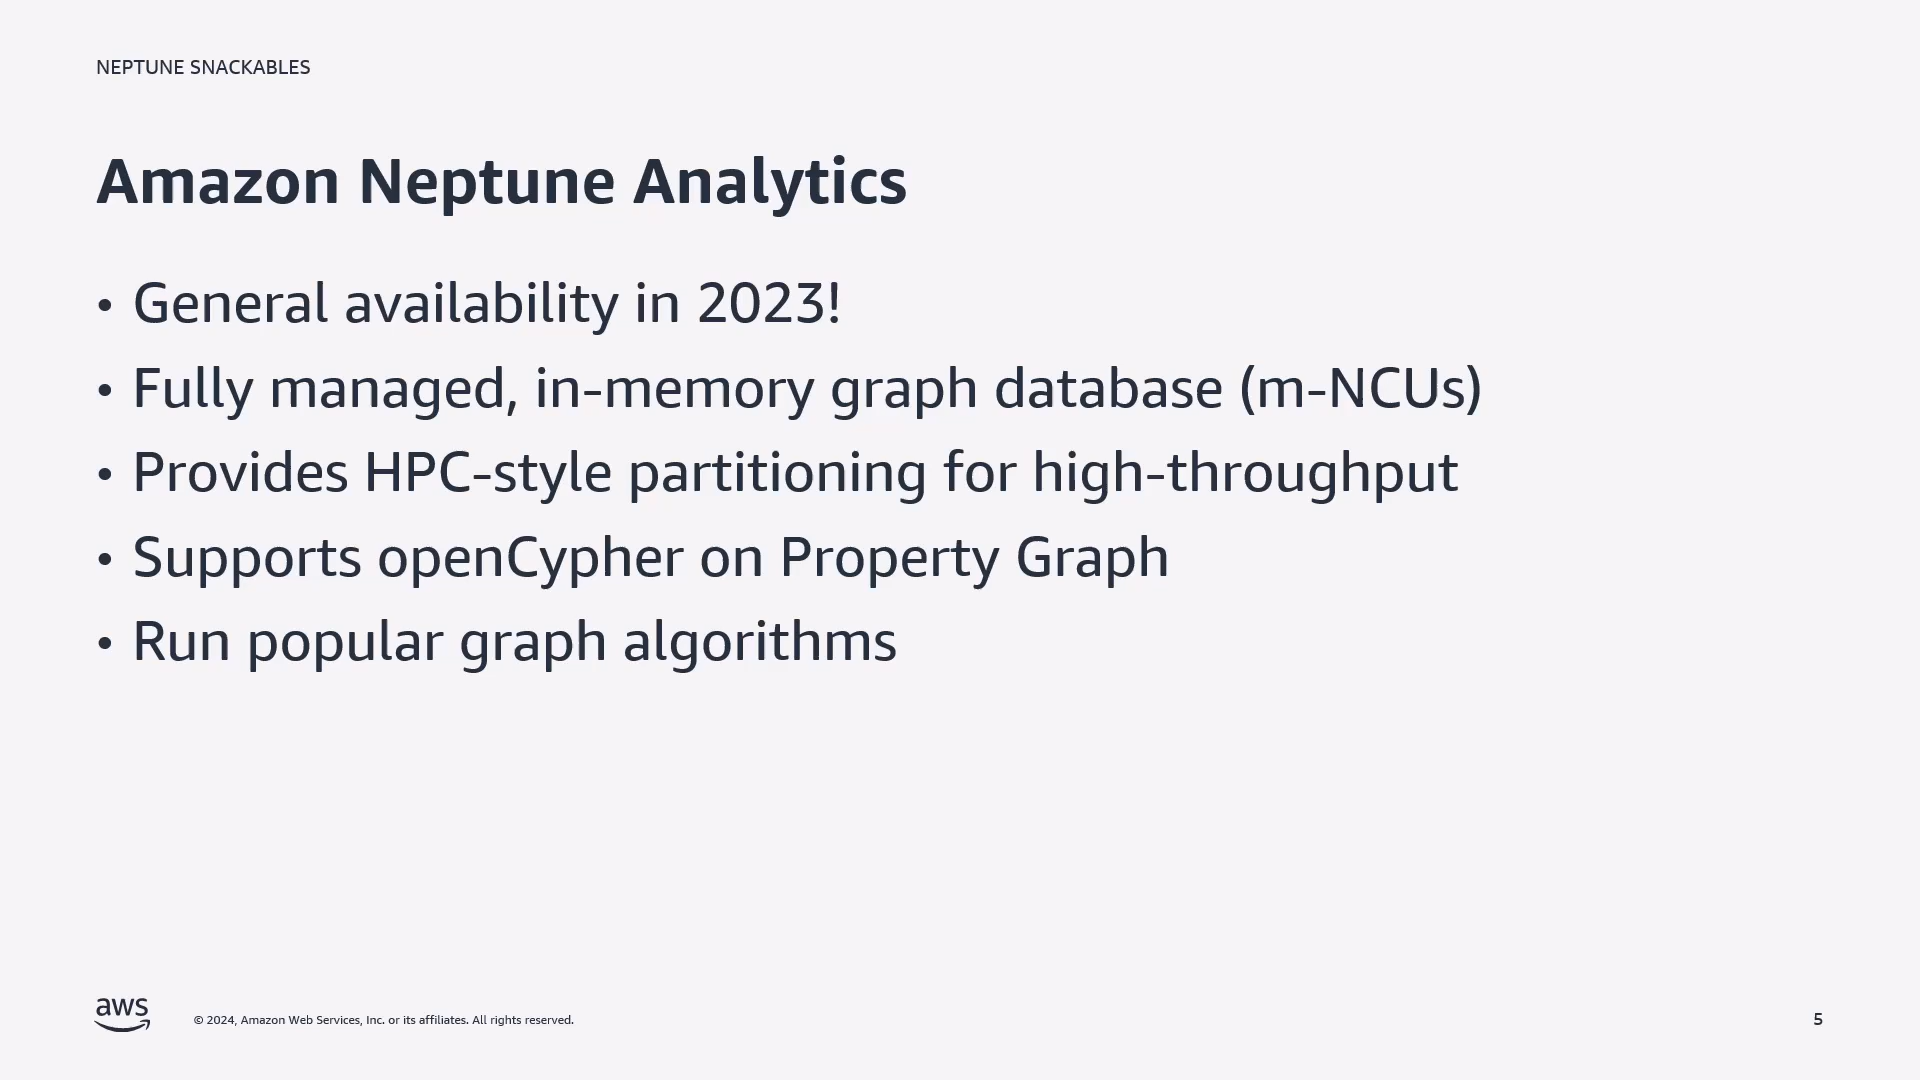 NEPTUNE SNACKABLES
Amazon Neptune Analytics
• General availability in 2023!
• Fully managed, in-memory graph database (m-NCUs)
• Provides HPC-style partitioning for high-throughput
• Supports openCypher on Property Graph
• Run popular graph algorithms
aws
© 2024, Amazon Web Services, Inc. or its affiliates. All rights reserved.
5